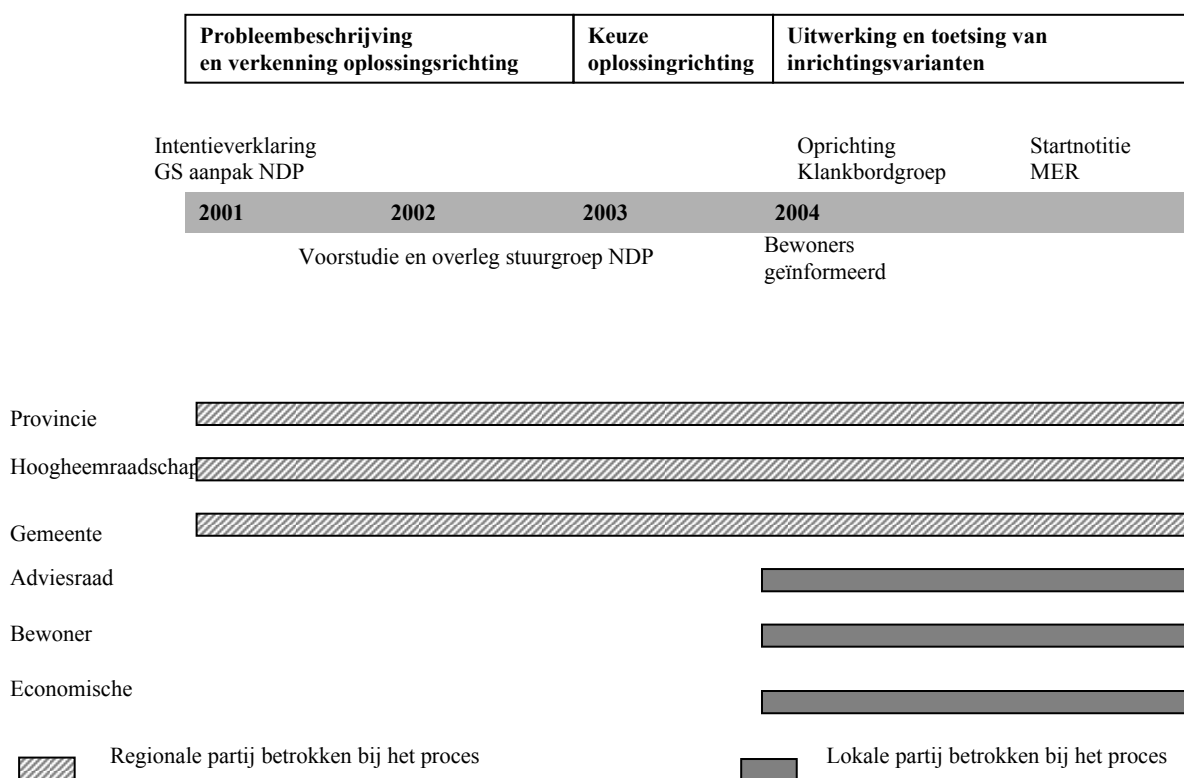 Probleembeschrijving
en verkenning oplossingsrichting
Keuze
oplossingrichting
Uitwerking en toetsing van
inrichtingsvarianten
Intentieverklaring
GS aanpak NDP
Oprichting
Klankbordgroep
Startnotitie
MER
2001 2002 2003 2004
Voorstudie en overleg stuurgroep NDP
Bewoners
geïnformeerd
Provincie
Hoogheemraadschap
Gemeente
Adviesraad
Bewoner
Economische
Regionale partij betrokken bij het proces
Lokale partij betrokken bij het proces